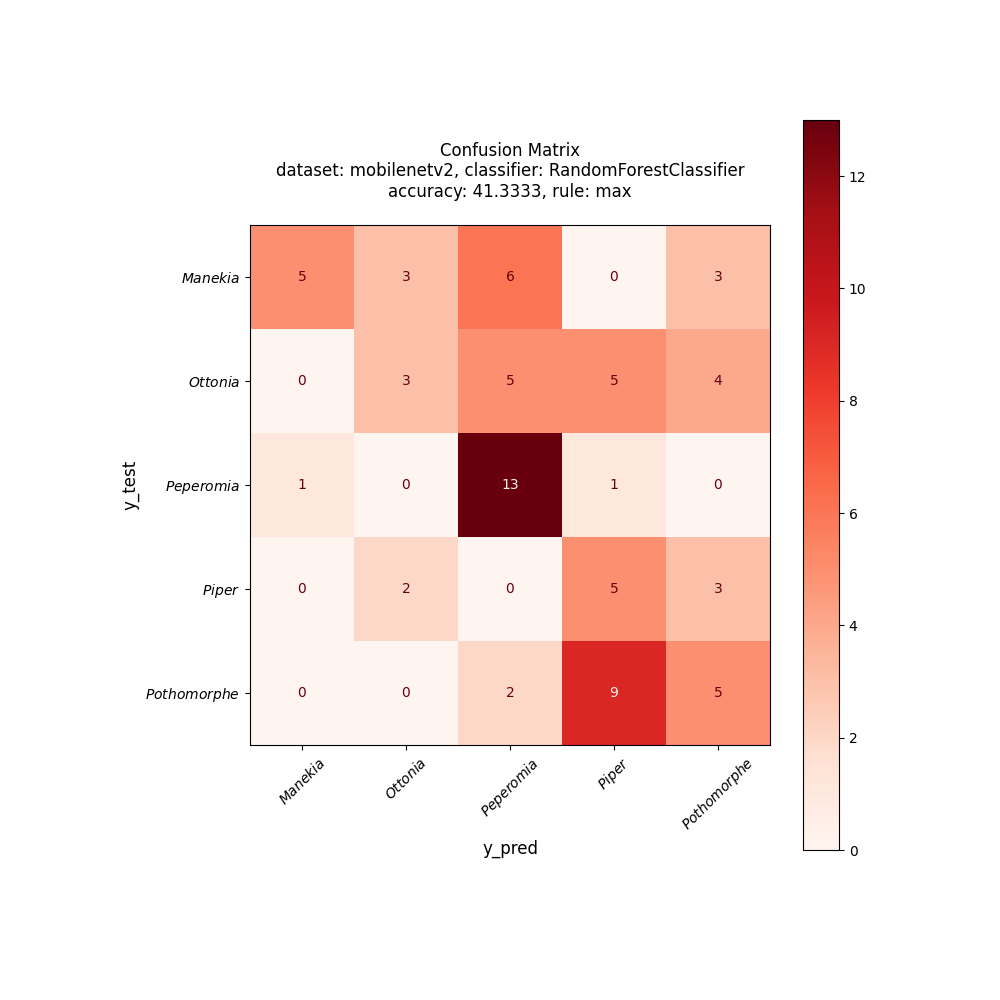 Confusion Matrix
dataset: mobilenetv2, classifier: RandomForestClassifier
accuracy: 41.3333, rule: max
y_test
Manekia 5 3 6 0 3
Ottonia 0 3 5 5 4
Peperomia 1 0 13 1 0
Piper 0 2 0 5 3
Pothomorphe 0 0 2 9 5
Manekia Ottonia Peperomia Piper Pothomorphe
y_pred
12
10
8
6
4
2
0